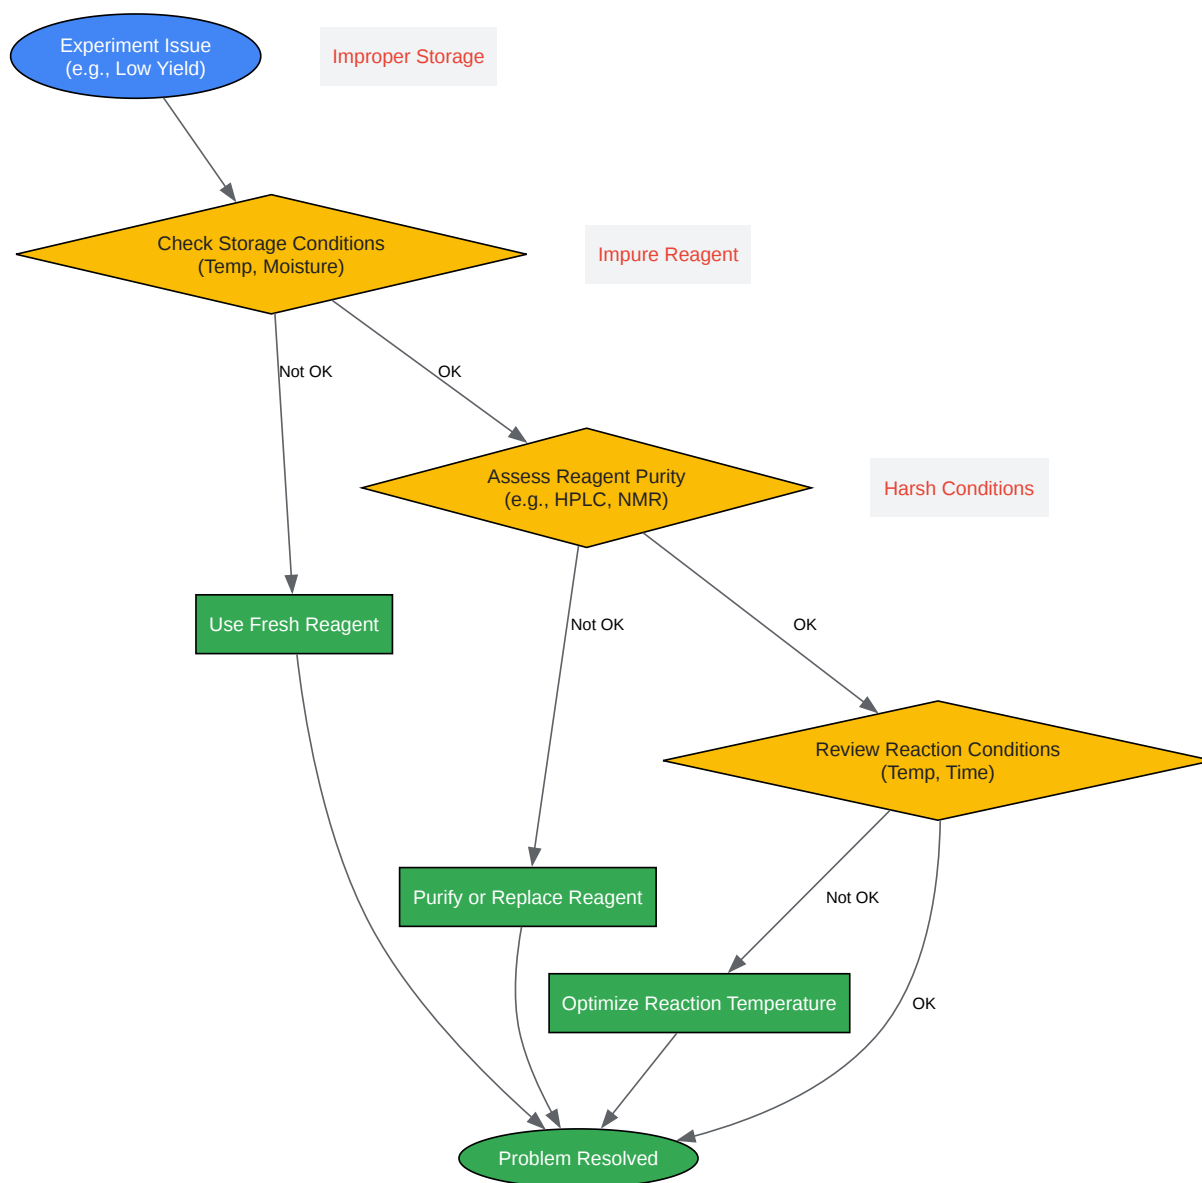 Experiment Issue
(e.g., Low Yield)
Improper Storage
Check Storage Conditions
(Temp, Moisture)
Impure Reagent
Not OK
OK
Assess Reagent Purity
(e.g., HPLC, NMR)
Harsh Conditions
Use Fresh Reagent
Not OK
OK
Review Reaction Conditions
(Temp, Time)
Purify or Replace Reagent
Not OK
Optimize Reaction Temperature
OK
Problem Resolved